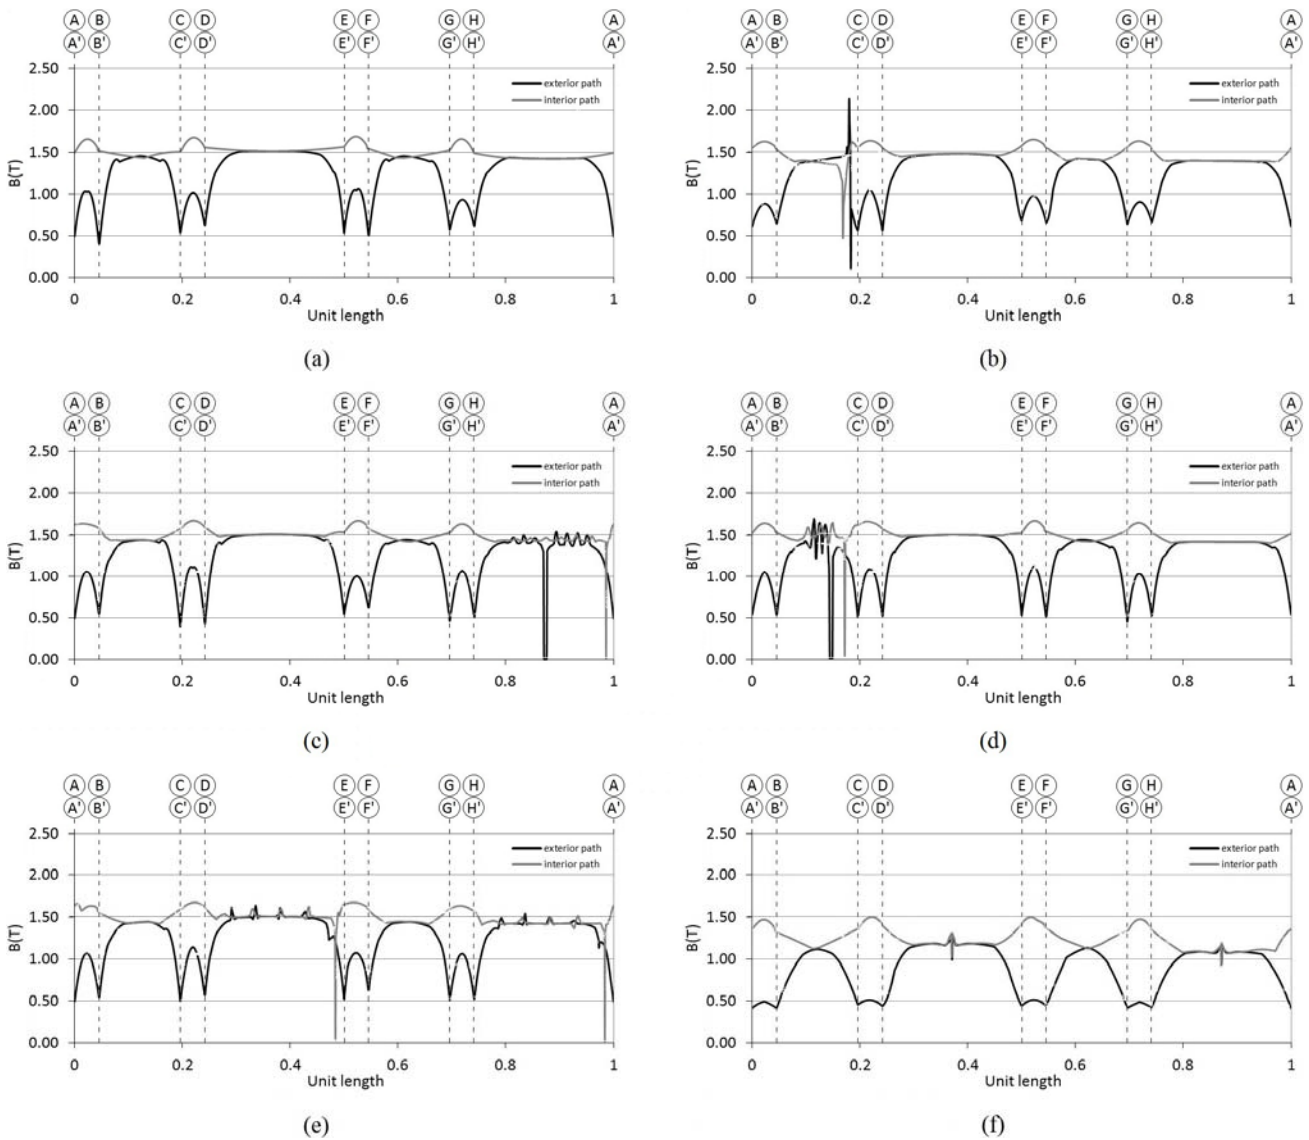 A B C D E F G H A A B C D E F G H A
A' B' C' D' E' F' G' H' A' A' B' C' D' E' F' G' H' A'
2.50 2.50
exterior path exterior path
2.00 interior path 2.00 interior path
1.50 1.50
B(T) B(T)
1.00 1.00
0.50 0.50
0.00 0.00
0 0.2 0.4 0.6 0.8 1 0 0.2 0.4 0.6 0.8 1
Unit length Unit length
(a) (b)
A B C D E F G H A A B C D E F G H A
A' B' C' D' E' F' G' H' A' A' B' C' D' E' F' G' H' A'
2.50 2.50
exterior path exterior path
2.00 interior path 2.00 interior path
1.50 1.50
B(T) B(T)
1.00 1.00
0.50 0.50
0.00 0.00
0 0.2 0.4 0.6 0.8 1 0 0.2 0.4 0.6 0.8 1
Unit length Unit length
(c) (d)
A B C D E F G H A A B C D E F G H A
A' B' C' D' E' F' G' H' A' A' B' C' D' E' F' G' H' A'
2.50 2.50
exterior path exterior path
2.00 interior path 2.00 interior path
1.50 1.50
B(T) B(T)
1.00 1.00
0.50 0.50
0.00 0.00
0 0.2 0.4 0.6 0.8 1 0 0.2 0.4 0.6 0.8 1
Unit length Unit length
(e) (f)